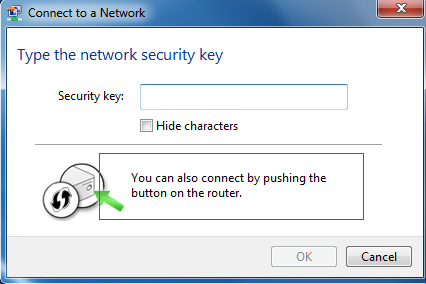 Connect to a Network
Type the network security key
Security key:
Hide characters
You can also connect by pushing the
button on the router.
OK
Cancel